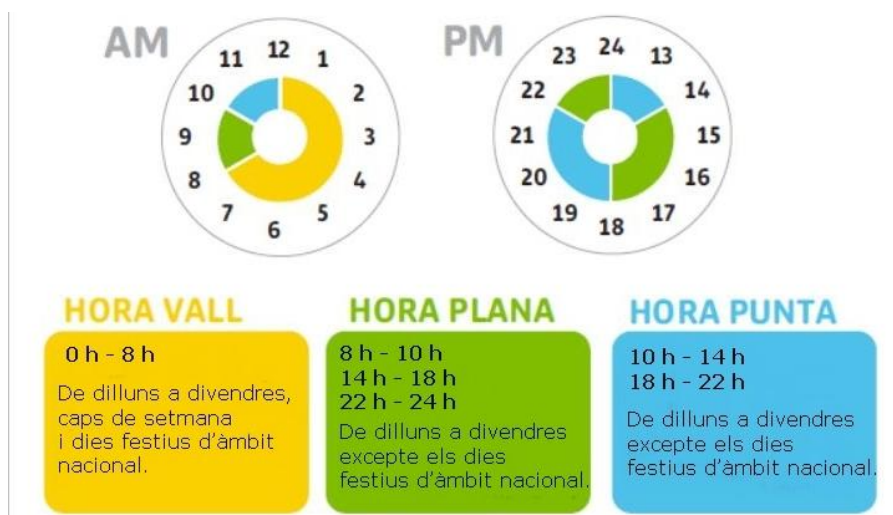 AM
12
1
2
3
4
5
6
7
8
9
10
11
PM
24
13
14
15
16
17
18
19
20
21
22
23
HORA VALL
0 h - 8 h
De dilluns a divendres,
caps de setmana
i dies festius d'àmbit
nacional.
HORA PLANA
8 h - 10 h
14 h - 18 h
22 h - 24 h
De dilluns a divendres
excepte els dies
festius d'àmbit nacional.
HORA PUNTA
10 h - 14 h
18 h - 22 h
De dilluns a divendres
excepte els dies
festius d'àmbit nacional.